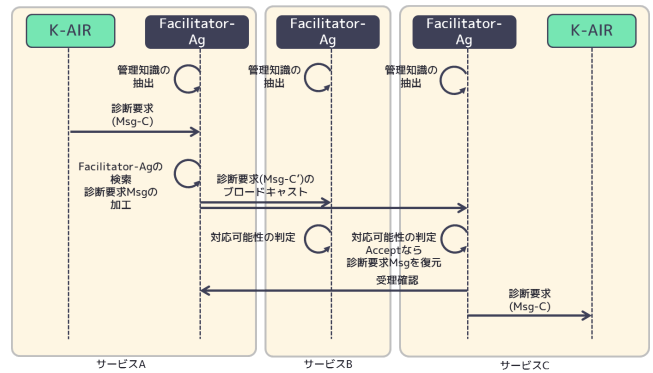 K-AIR
Facilitator-
Ag
Facilitator-
Ag
Facilitator-
Ag
K-AIR
管理知識の
抽出
管理知識の
抽出
管理知識の
抽出
診断要求
(Msg-C)
Facilitator-Agの
検索
診断要求Msgの
加工
診断要求(Msg-C’)の
ブロードキャスト
対応可能性の判定
対応可能性の判定
Acceptなら
診断要求Msgを復元
受理確認
診断要求
(Msg-C)
サービスA
サービスB
サービスC